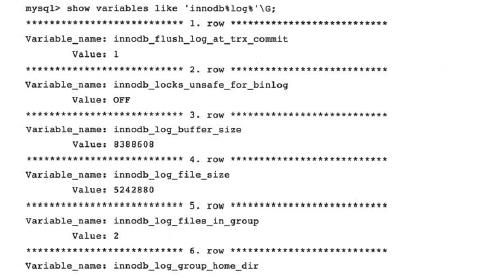 mysql> show variables like 'innodb%log%'\G;
*************************** 1. row ***************************
Variable_name: innodb_flush_log_at_trx_commit
        Value: 1
*************************** 2. row ***************************
Variable_name: innodb_locks_unsafe_for_binlog
        Value: OFF
*************************** 3. row ***************************
Variable_name: innodb_log_buffer_size
        Value: 8388608
*************************** 4. row ***************************
Variable_name: innodb_log_file_size
        Value: 5242880
*************************** 5. row ***************************
Variable_name: innodb_log_files_in_group
        Value: 2
*************************** 6. row ***************************
Variable_name: innodb_log_group_home_dir